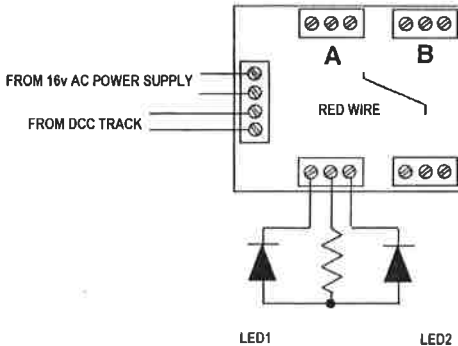 A B
FROM 16v AC POWER SUPPLY
RED WIRE
FROM DCC TRACK
LED1 LED2